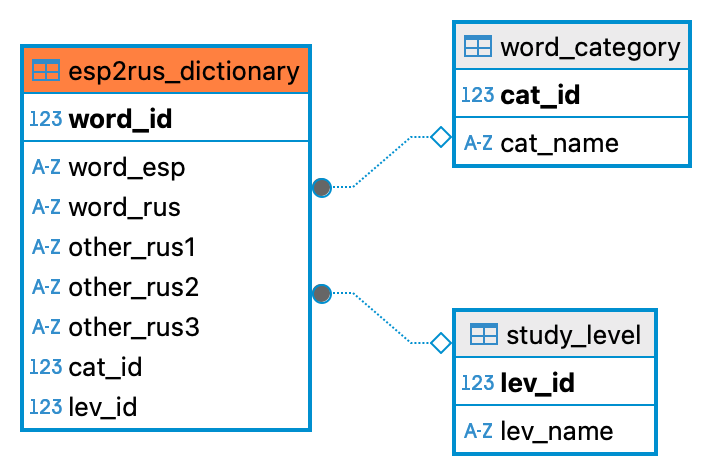 esp2rus_dictionary
123 word_id
A-Z word_esp
A-Z word_rus
A-Z other_rus1
A-Z other_rus2
A-Z other_rus3
123 cat_id
123 lev_id
word_category
123 cat_id
A-Z cat_name
study_level
123 lev_id
A-Z lev_name